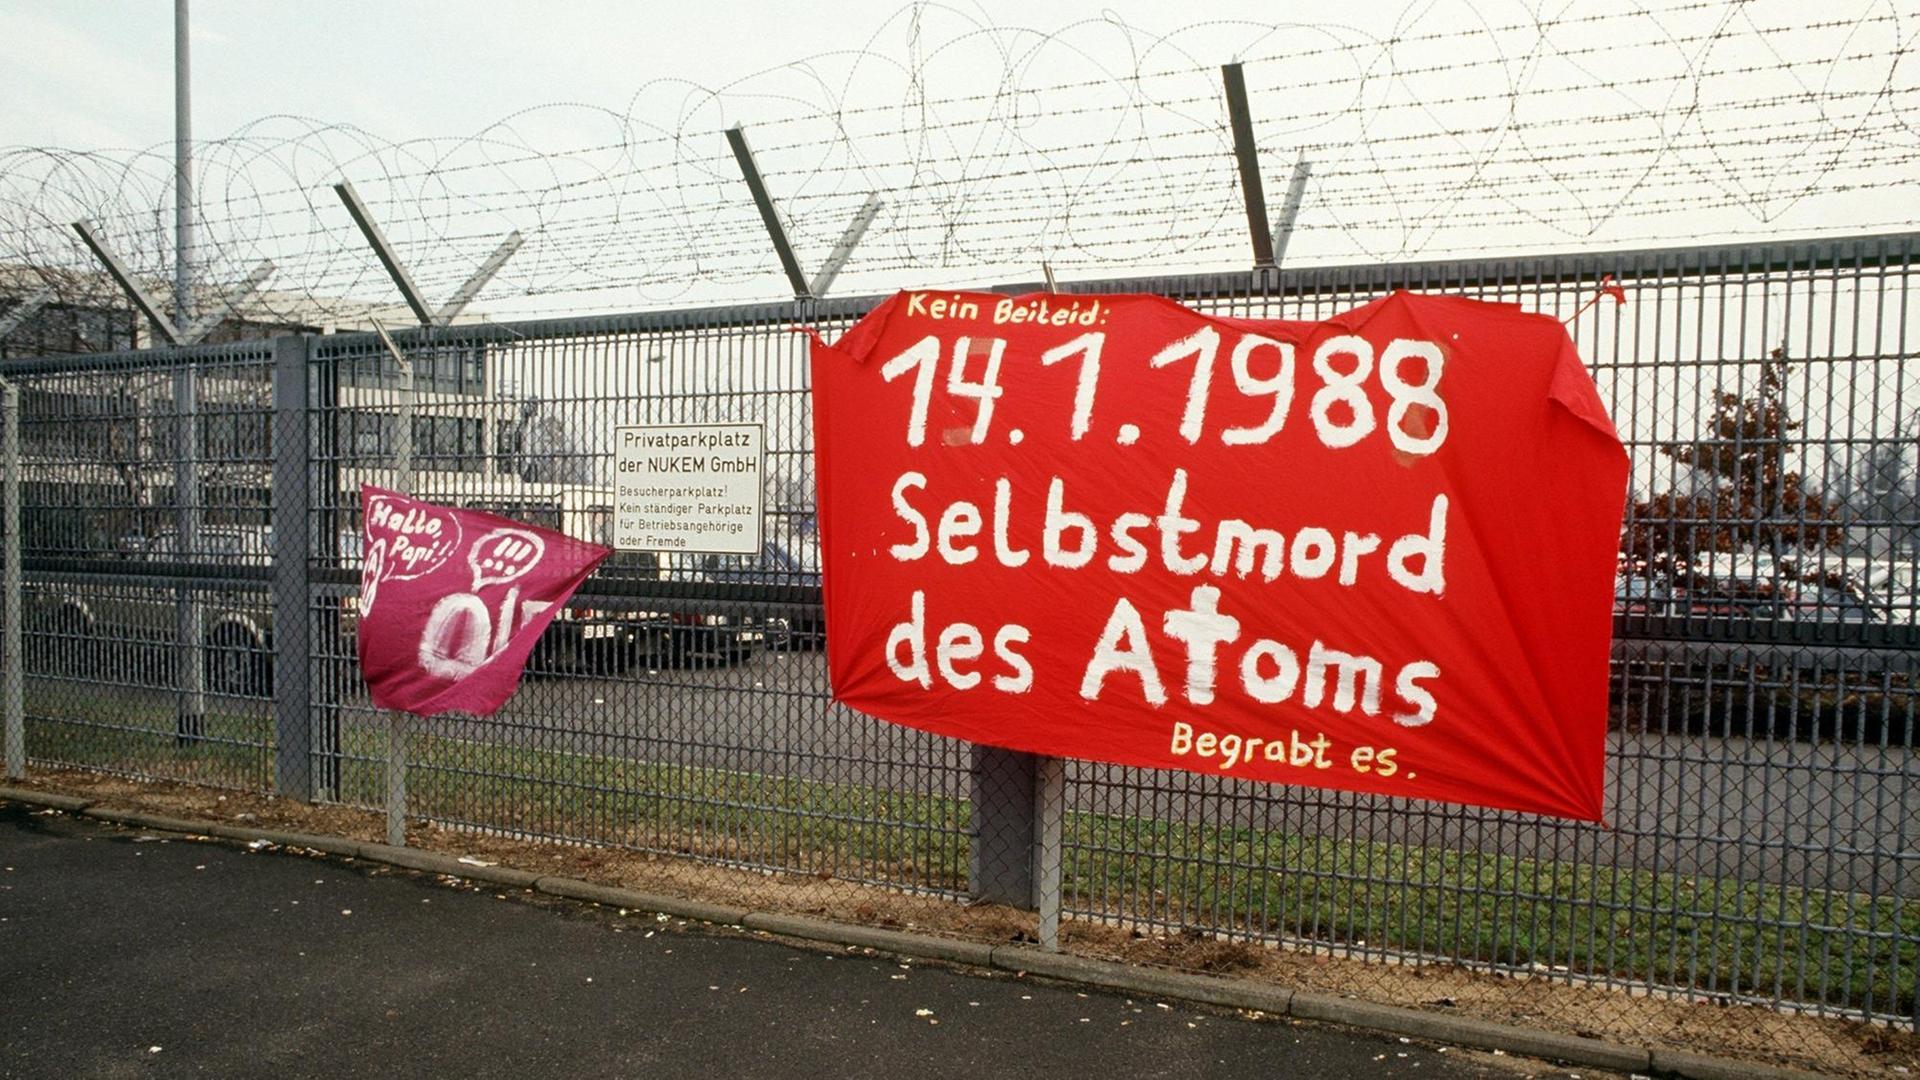 Kein Beileid:
14.1.1988
Selbstmord
des Atoms
Begrabt es.
Privatparkplatz
der NUKEM GmbH
Besucherparkplatz!
Kein ständiger Parkplatz
für Betriebsangehörige
oder Fremde
Hallo,
Papi!
!!!